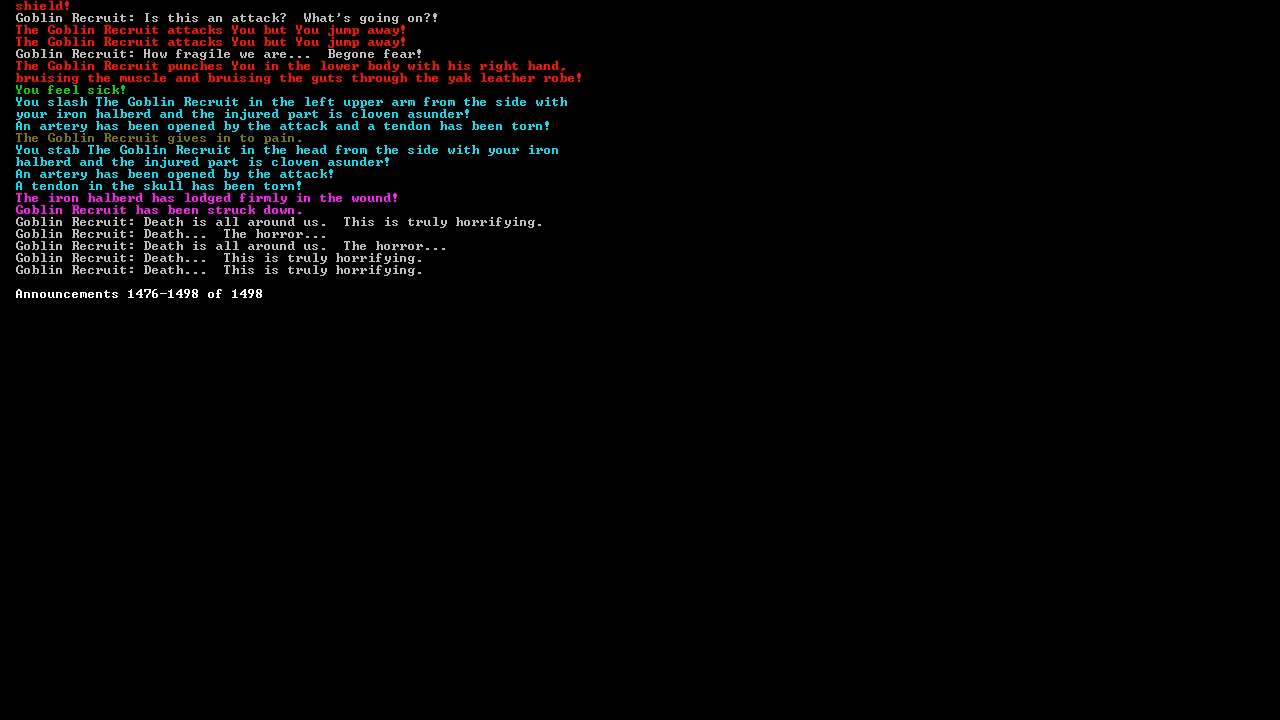 shield!
Goblin Recruit: Is this an attack?  What's going on?!
The Goblin Recruit attacks You but You jump away!
The Goblin Recruit attacks You but You jump away!
Goblin Recruit: How fragile we are...  Begone fear!
The Goblin Recruit punches You in the lower body with his right hand,
bruising the muscle and bruising the guts through the yak leather robe!
You feel sick!
You slash The Goblin Recruit in the left upper arm from the side with
your iron halberd and the injured part is cloven asunder!
An artery has been opened by the attack and a tendon has been torn!
The Goblin Recruit gives in to pain.
You stab The Goblin Recruit in the head from the side with your iron
halberd and the injured part is cloven asunder!
An artery has been opened by the attack!
A tendon in the skull has been torn!
The iron halberd has lodged firmly in the wound!
Goblin Recruit has been struck down.
Goblin Recruit: Death is all around us.  This is truly horrifying.
Goblin Recruit: Death...  The horror...
Goblin Recruit: Death is all around us.  The horror...
Goblin Recruit: Death...  This is truly horrifying.
Goblin Recruit: Death...  This is truly horrifying.
Announcements 1476-1498 of 1498